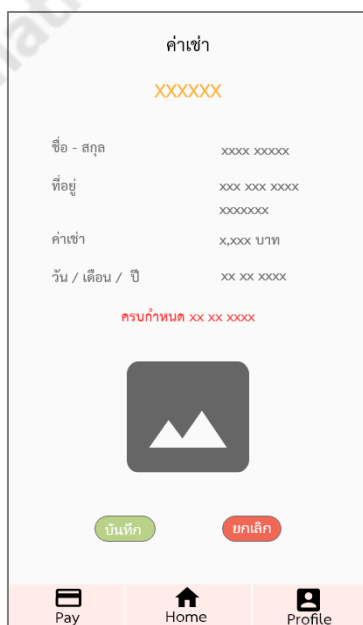 ค่าเช่า
XXXXXX
ชื่อ - สกุล xxxx xxxxx
ที่อยู่ xxx xxx xxxx
xxxxxxx
ค่าเช่า x,xxx บาท
วัน / เดือน / ปี xx xx xxxx
ครบกำหนด xx xx xxxx
บันทึก ยกเลิก
Pay Home Profile